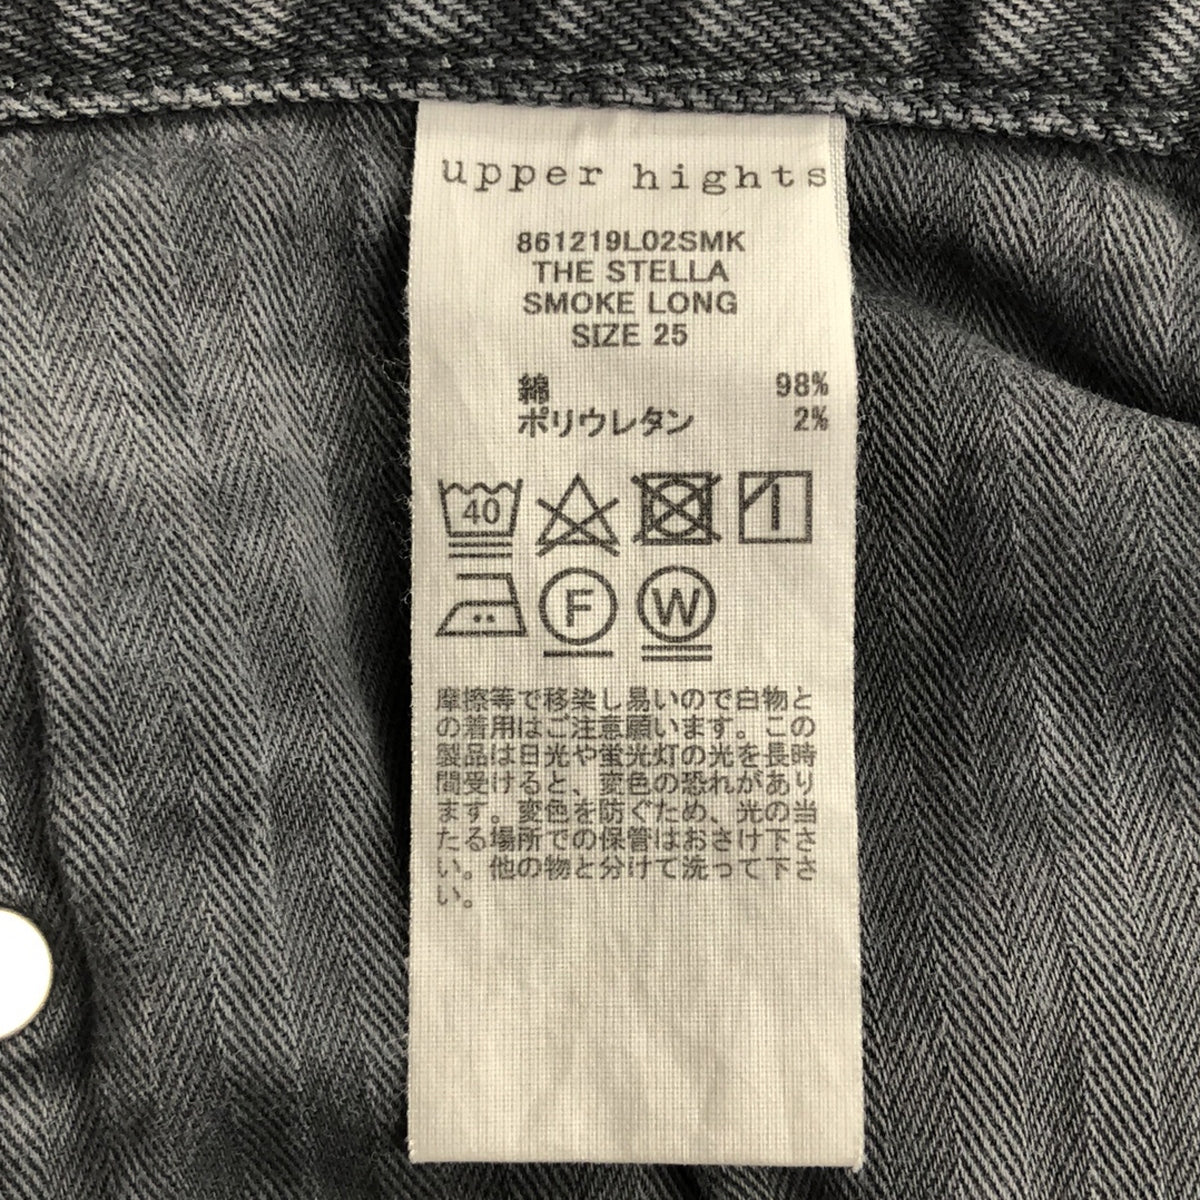 upper hights
861219L02SMK
THE STELLA
SMOKE LONG
SIZE 25
綿 98%
ポリウレタン 2%
40
F W
摩擦等で移染し易いので白物と
の着用はご注意願います。この
製品は日光や蛍光灯の光を長時
間受けると、変色の恐れがあり
ます。変色を防ぐため、光の当
たる場所での保管はおさけ下さ
い。他の物と分けて洗って下さ
い。